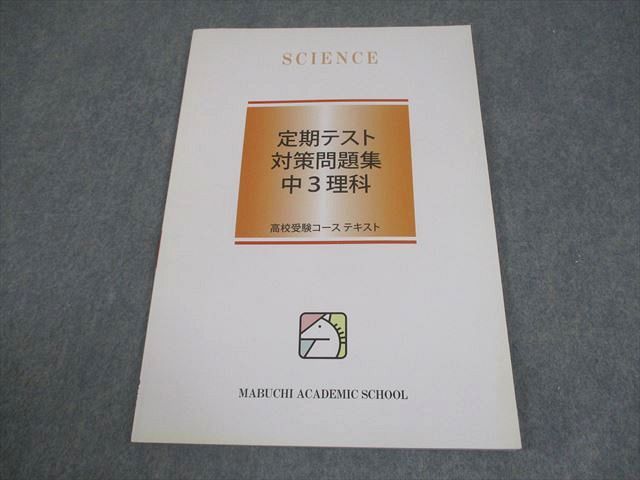 SCIENCE
定期テスト
対策問題集
中3理科
高校受験コース テキスト
MABUCHI ACADEMIC SCHOOL